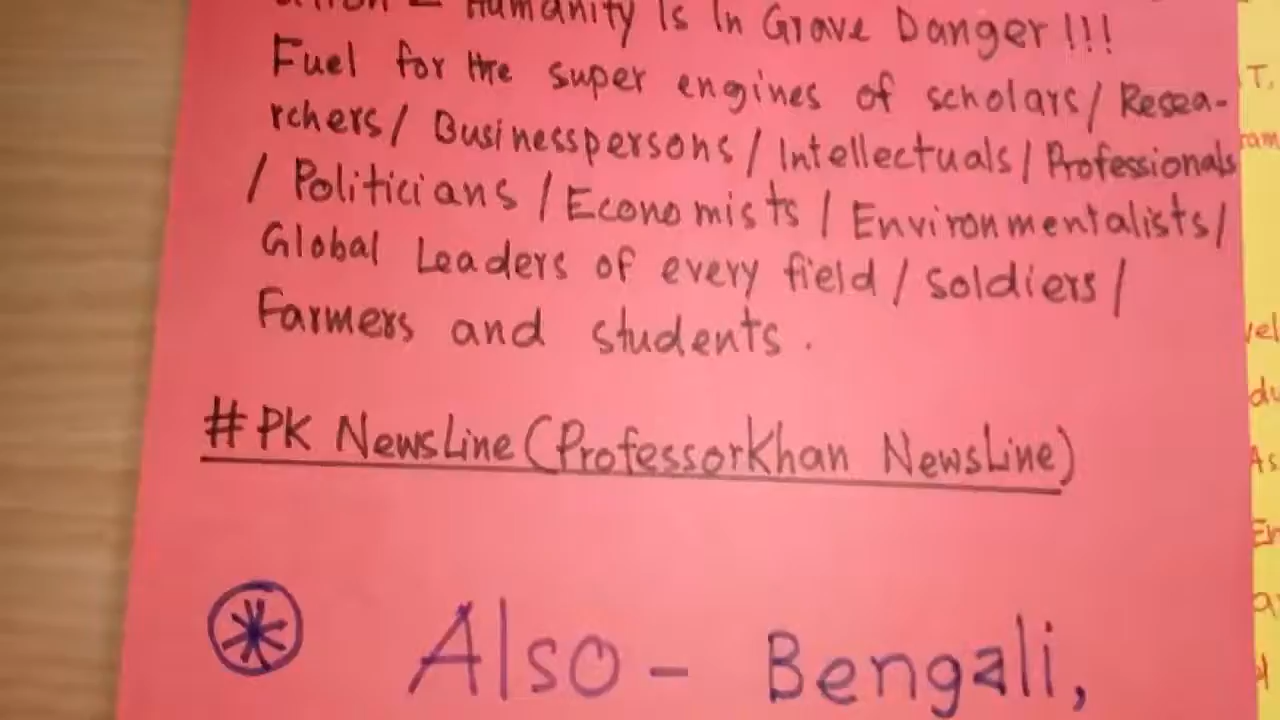 – Humanity Is In Grave Danger!!!
Fuel for the super engines of scholars/ Resea-
rchers/ Businesspersons/ Intellectuals/ Professionals
/ Politicians / Economists / Environmentalists/
Global Leaders of every field / soldiers /
Farmers and students.
#PK NewsLine (ProfessorKhan NewsLine)
Also – Bengali,